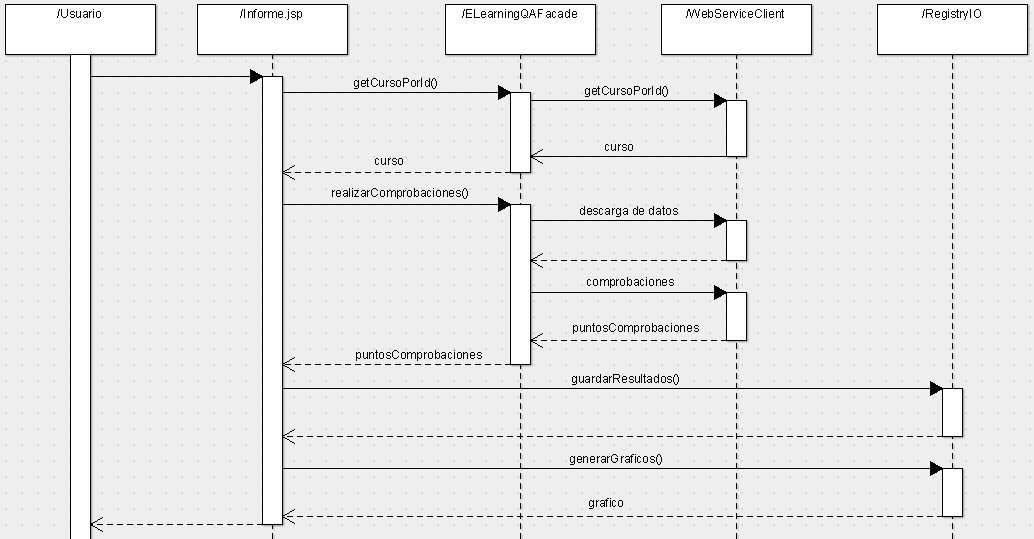 /Usuario
/Informe.jsp
/ELearningQAFacade
/WebServiceClient
/RegistryIO
getCursoPorId()
getCursoPorId()
curso
curso
realizarComprobaciones()
descarga de datos
comprobaciones
puntosComprobaciones
puntosComprobaciones
guardarResultados()
generarGraficos()
grafico